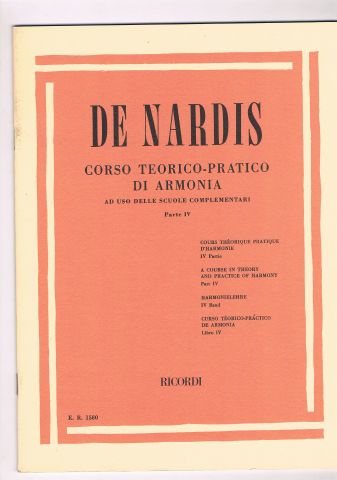 DE NARDIS
CORSO TEORICO-PRATICO
DI ARMONIA
AD USO DELLE SCUOLE COMPLEMENTARI
Parte IV
COURS THÉORIQUE PRATIQUE
D'HARMONIE
IV Partie
A COURSE IN THEORY
AND PRACTICE OF HARMONY
Part IV
HARMONIELEHRE
IV Band
CURSO TEÓRICO-PRÁCTICO
DE ARMONIA
Libro IV
RICORDI
E. R. 1580